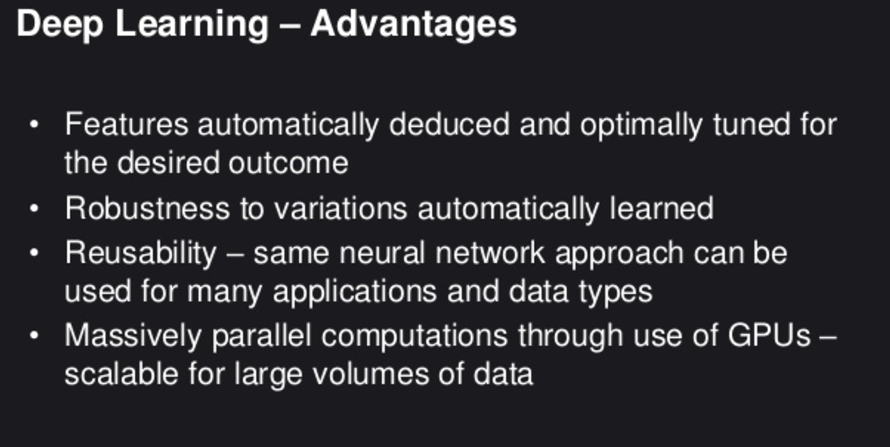 Deep Learning – Advantages
• Features automatically deduced and optimally tuned for
the desired outcome
• Robustness to variations automatically learned
• Reusability – same neural network approach can be
used for many applications and data types
• Massively parallel computations through use of GPUs –
scalable for large volumes of data